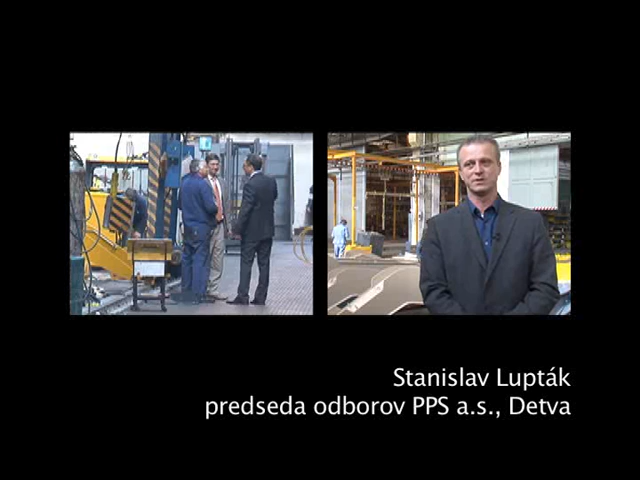 Stanislav Lupták
predseda odborov PPS a.s., Detva